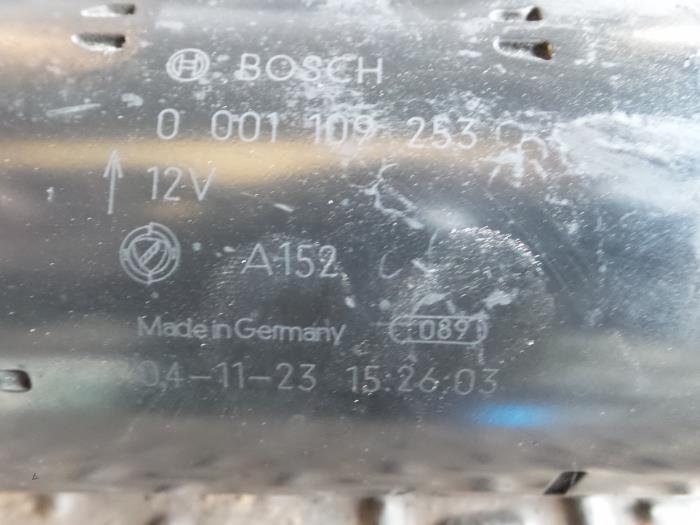 BOSCH
0 001 109 253
12V
A152
Made in Germany 089
04-11-23 15:26:03